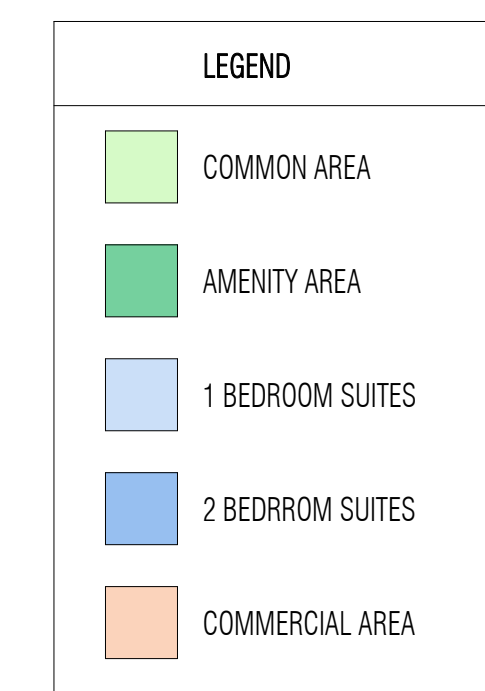 LEGEND
COMMON AREA
AMENITY AREA
1 BEDROOM SUITES
2 BEDRROM SUITES
COMMERCIAL AREA